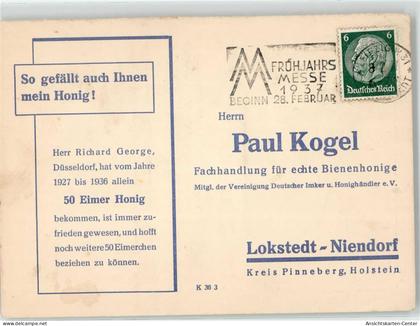 So gefällt auch Ihnen
mein Honig!
Herr Richard George,
Düsseldorf, hat vom Jahre
1927 bis 1936 allein
50 Eimer Honig
bekommen, ist immer zu-
frieden gewesen, und hofft
noch weitere 50 Eimerchen
beziehen zu können.
FRÜHJAHRS
MESSE
1937
BEGINN 28. FEBRUAR
6 6
Deutsches Reich
Herrn
Paul Kogel
Fachhandlung für echte Bienenhonige
Mitgl. der Vereinigung Deutscher Imker u. Honighändler e. V.
Lokstedt-Niendorf
Kreis Pinneberg, Holstein
K 36 3
Ansichtskarten-Center